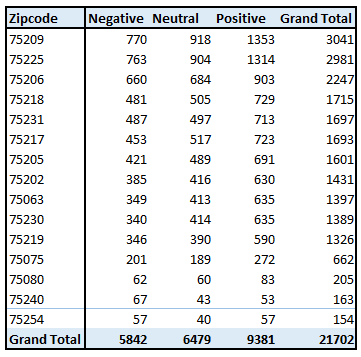 Zipcode Negative Neutral Positive Grand Total
75209 770 918 1353 3041
75225 763 904 1314 2981
75206 660 684 903 2247
75218 481 505 729 1715
75231 487 497 713 1697
75217 453 517 723 1693
75205 421 489 691 1601
75202 385 416 630 1431
75063 349 413 635 1397
75230 340 414 635 1389
75219 346 390 590 1326
75075 201 189 272 662
75080 62 60 83 205
75240 67 43 53 163
75254 57 40 57 154
Grand Total 5842 6479 9381 21702